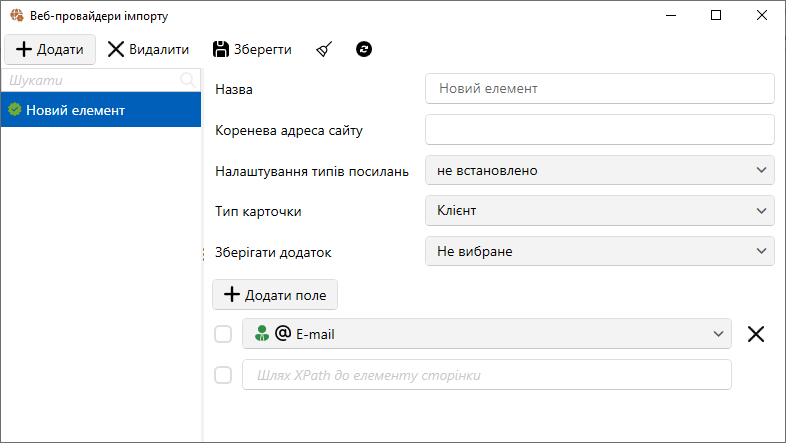 Веб-провайдери імпорту
Додати Видалити Зберегти
Шукати
Новий елемент
Назва Новий елемент
Коренева адреса сайту
Налаштування типів посилань не встановлено
Тип карточки Клієнт
Зберігати додаток Не вибране
Додати поле
E-mail
Шлях XPath до елементу сторінки